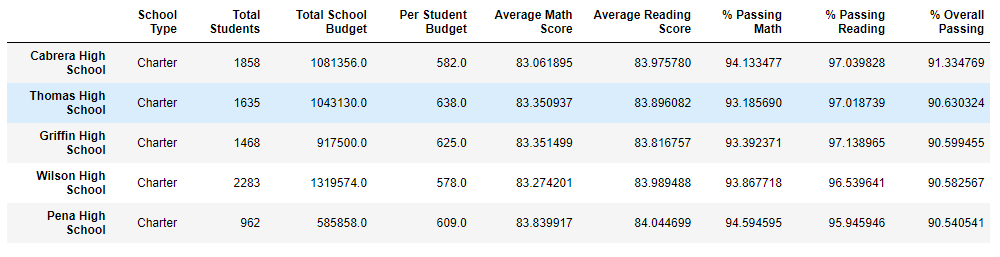 School Type Total Students Total School Budget Per Student Budget Average Math Score Average Reading Score % Passing Math % Passing Reading % Overall Passing
Cabrera High School Charter 1858 1081356.0 582.0 83.061895 83.975780 94.133477 97.039828 91.334769
Thomas High School Charter 1635 1043130.0 638.0 83.350937 83.896082 93.185690 97.018739 90.630324
Griffin High School Charter 1468 917500.0 625.0 83.351499 83.816757 93.392371 97.138965 90.599455
Wilson High School Charter 2283 1319574.0 578.0 83.274201 83.989488 93.867718 96.539641 90.582567
Pena High School Charter 962 585858.0 609.0 83.839917 84.044699 94.594595 95.945946 90.540541